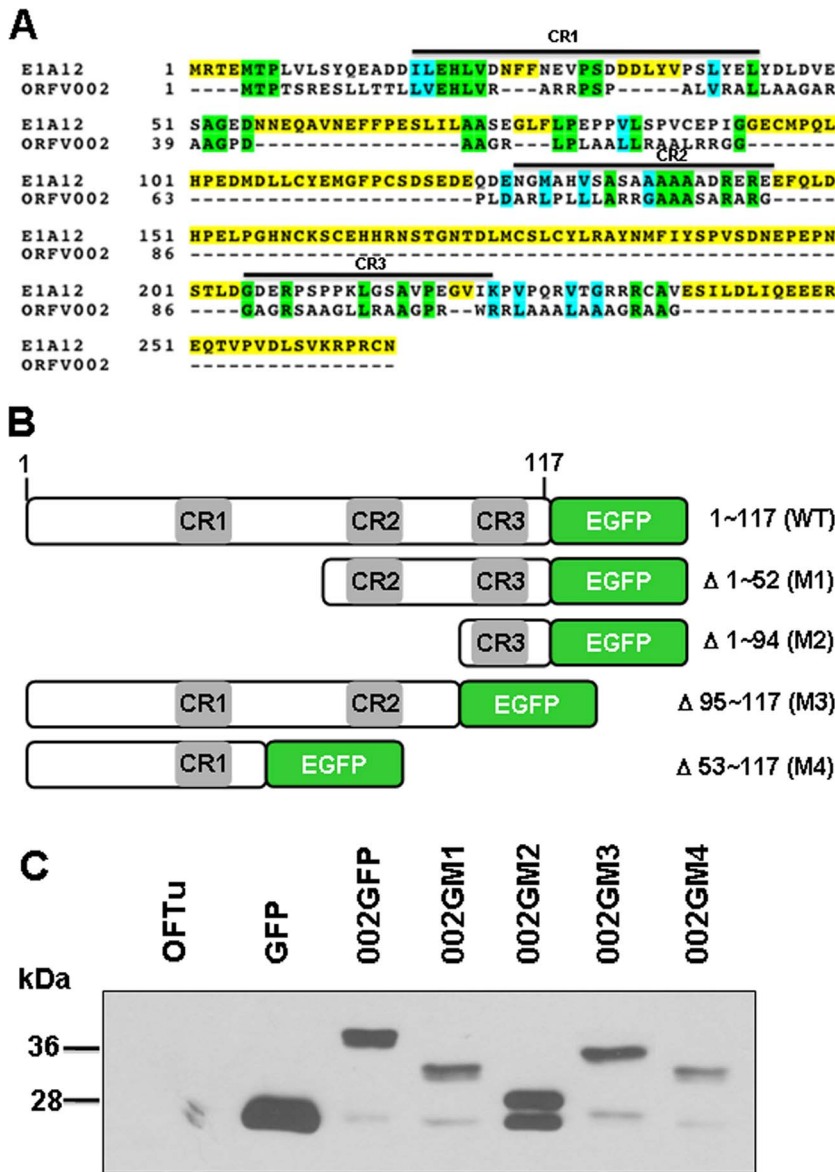 A
CR1
E1A12 1 MRTEMTPLVLSYQEADDILEHLVDNFFNEVPSDDDLYVPSLYELYDLDVE
ORFV002 1 ----MTPTSRESLLTTLLVEHLVR---ARRPSP-----ALVRALLAAGAR
E1A12 51 SAGEDNNEQAVNEFFPESLILAASEGLFLPEPPVLSPVCEPIGGECMPQL
ORFV002 39 AAGPD----------------AAGR---LPLAALLRAALRRGG-------
CR2
E1A12 101 HPEDMDLLCYEMGFPCSDSEDEQDENGMAHVSASAAAAAADREREEFQLD
ORFV002 63 ----------------------PLDARLPLLLARRGAAASARARG-----
E1A12 151 HPELPGHNCKSCEHHRNSTGNTDLMCSLCYLRAYNMFIYSPVSDNEPEPN
ORFV002 86 --------------------------------------------------
CR3
E1A12 201 STLDGDERPSPPKLGSAVPEGVIKPVPQRVTGRRRCAVESILDLIQEEER
ORFV002 86 ----GAGRSAAGLLRAAGPR--WRRLAAALAAAGRAAG------------
E1A12 251 EQTVPVDLSVKRPRCN
ORFV002 ----------------
B
1 117
CR1 CR2 CR3 EGFP 1~117 (WT)
CR2 CR3 EGFP Δ 1~52 (M1)
CR3 EGFP Δ 1~94 (M2)
CR1 CR2 EGFP Δ 95~117 (M3)
CR1 EGFP Δ 53~117 (M4)
C
OFTu GFP 002GFP 002GM1 002GM2 002GM3 002GM4
kDa
36
28